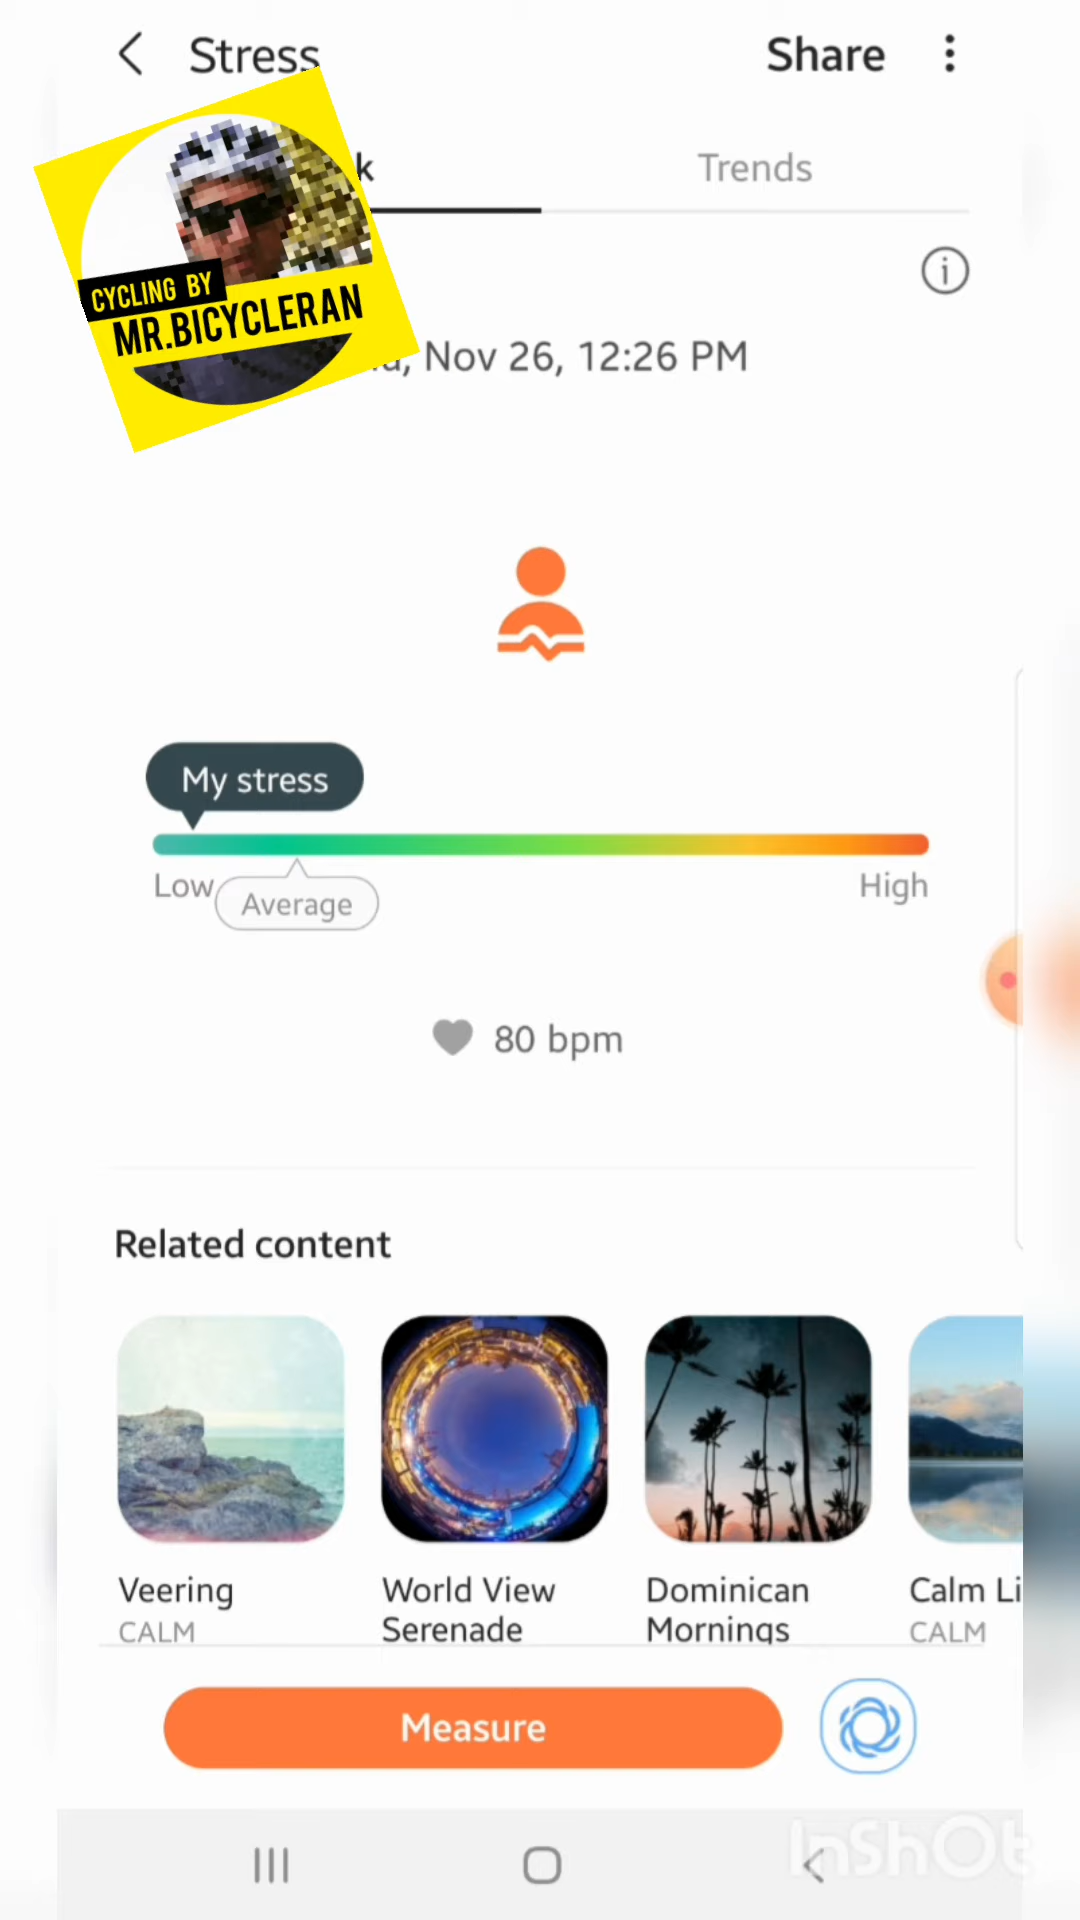 Stress
Share
Trends
CYCLING BY
MR.BICYCLERAN
Nov 26, 12:26 PM
My stress
Low
High
Average
80 bpm
Related content
Veering
CALM
World View
Serenade
Dominican
Mornings
Calm Li
CALM
Measure
InShOt